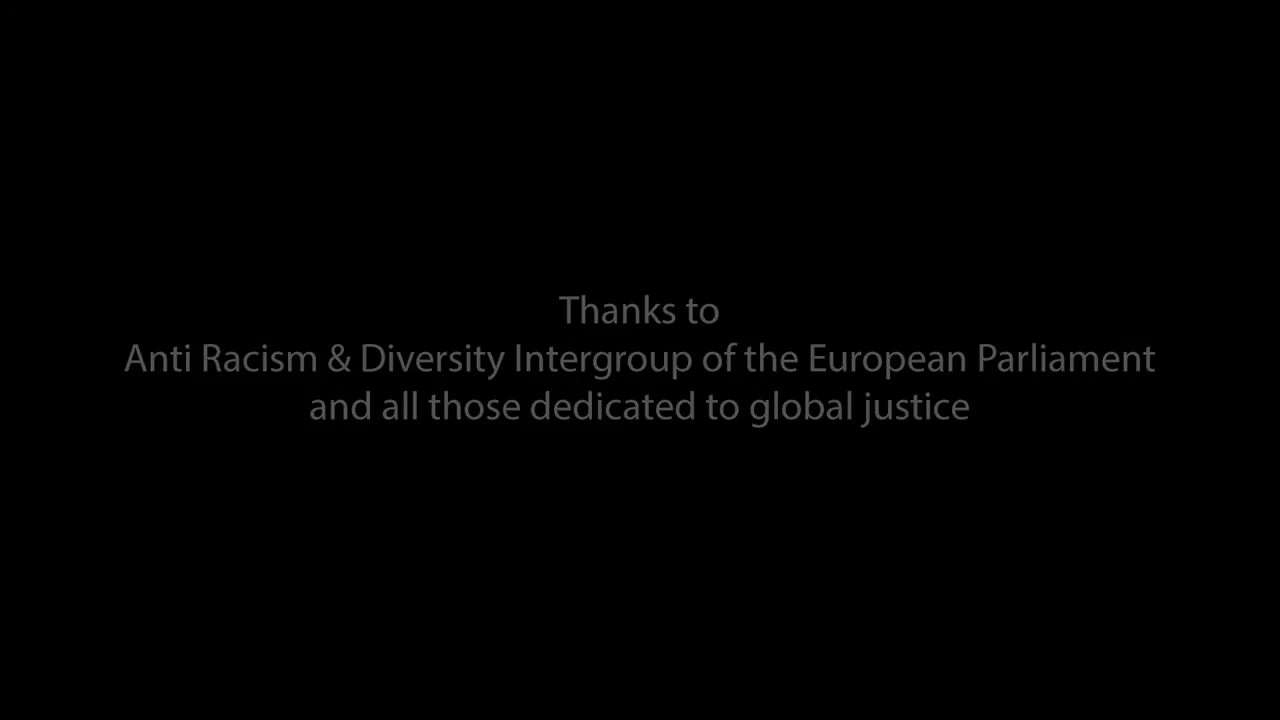 Thanks to
Anti Racism & Diversity Intergroup of the European Parliament
and all those dedicated to global justice